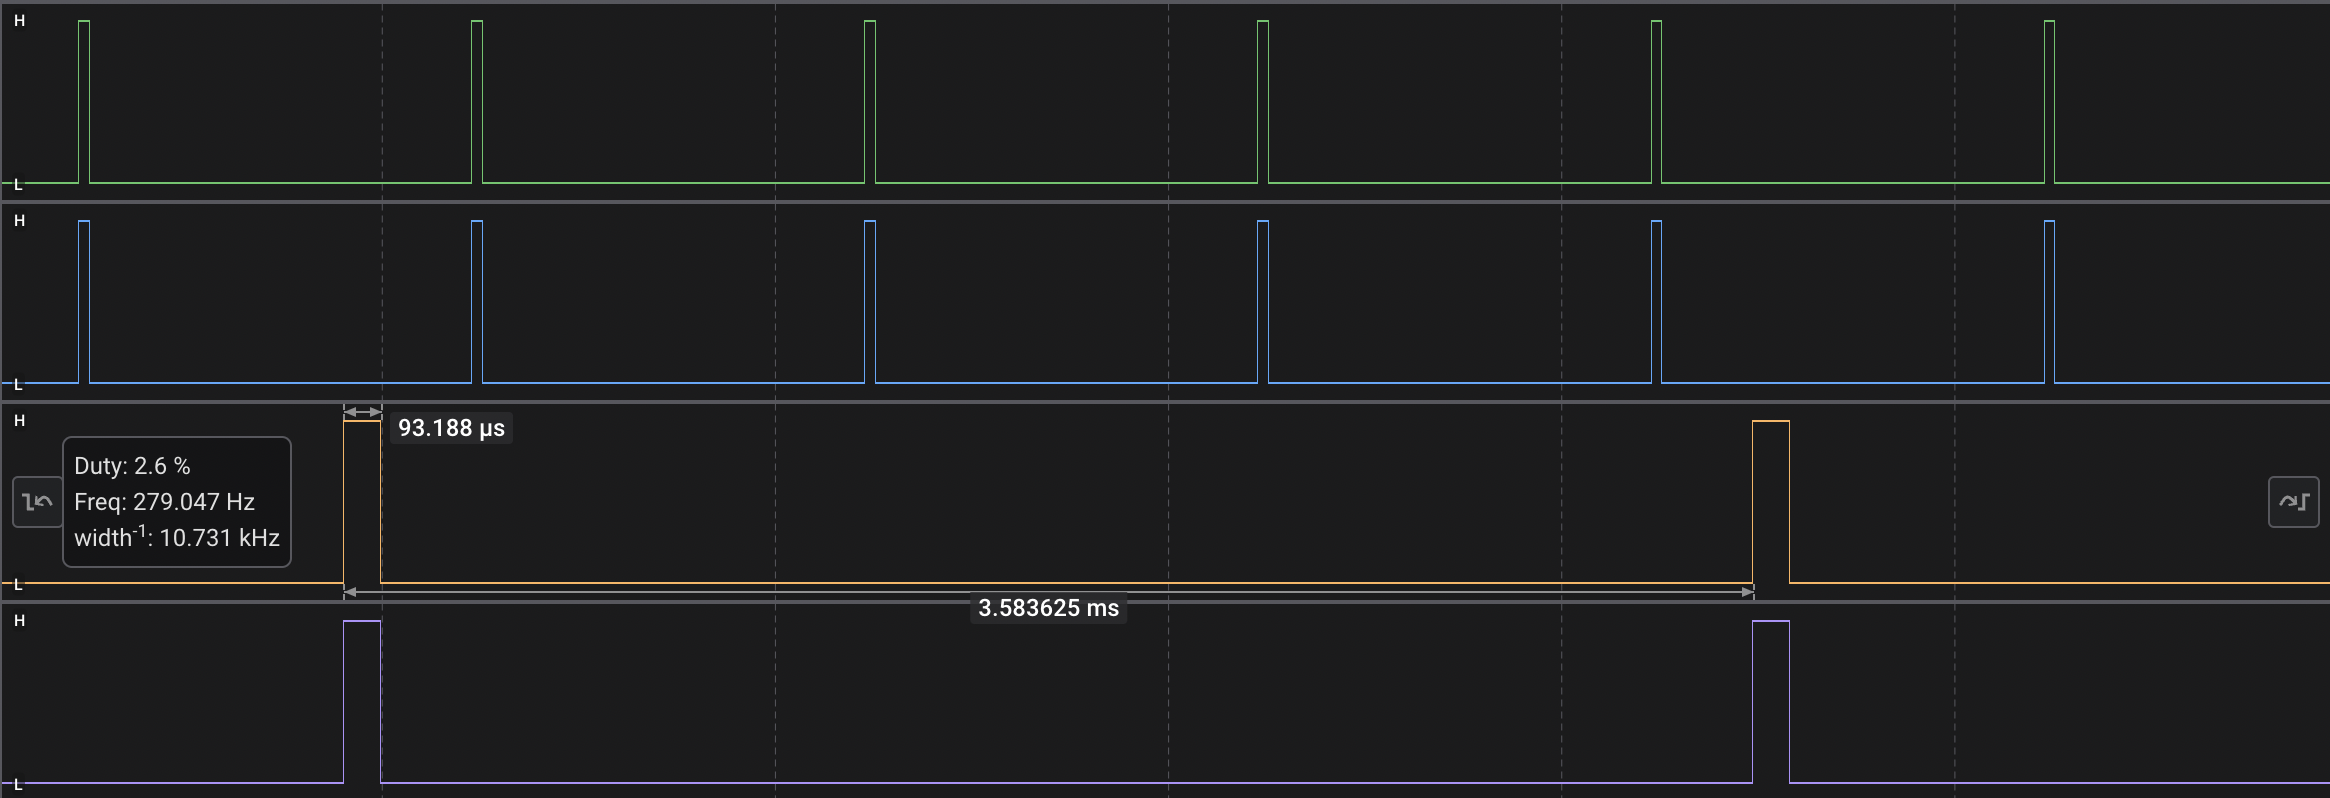 H
L
H
L
H
93.188 µs
Duty: 2.6 %
Freq: 279.047 Hz
width-1: 10.731 kHz
L
3.583625 ms
H
L